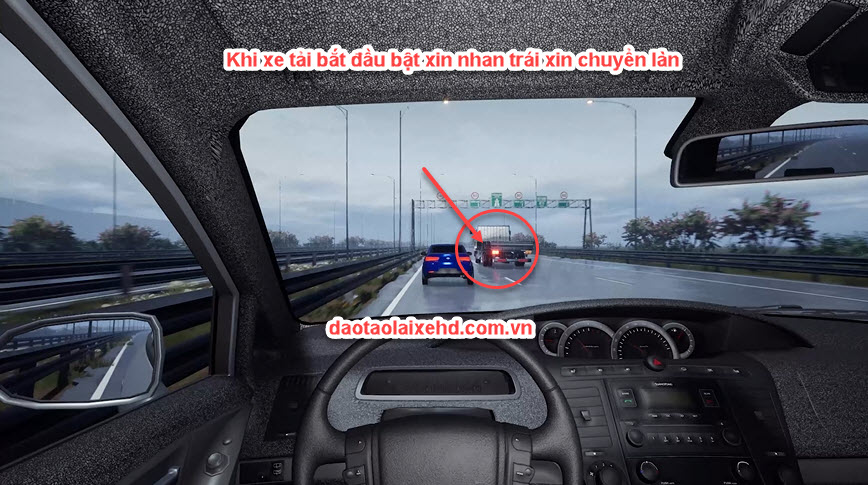 Khi xe tải bắt đầu bật xin nhan trái xin chuyển làn
daotaolaixehd.com.vn